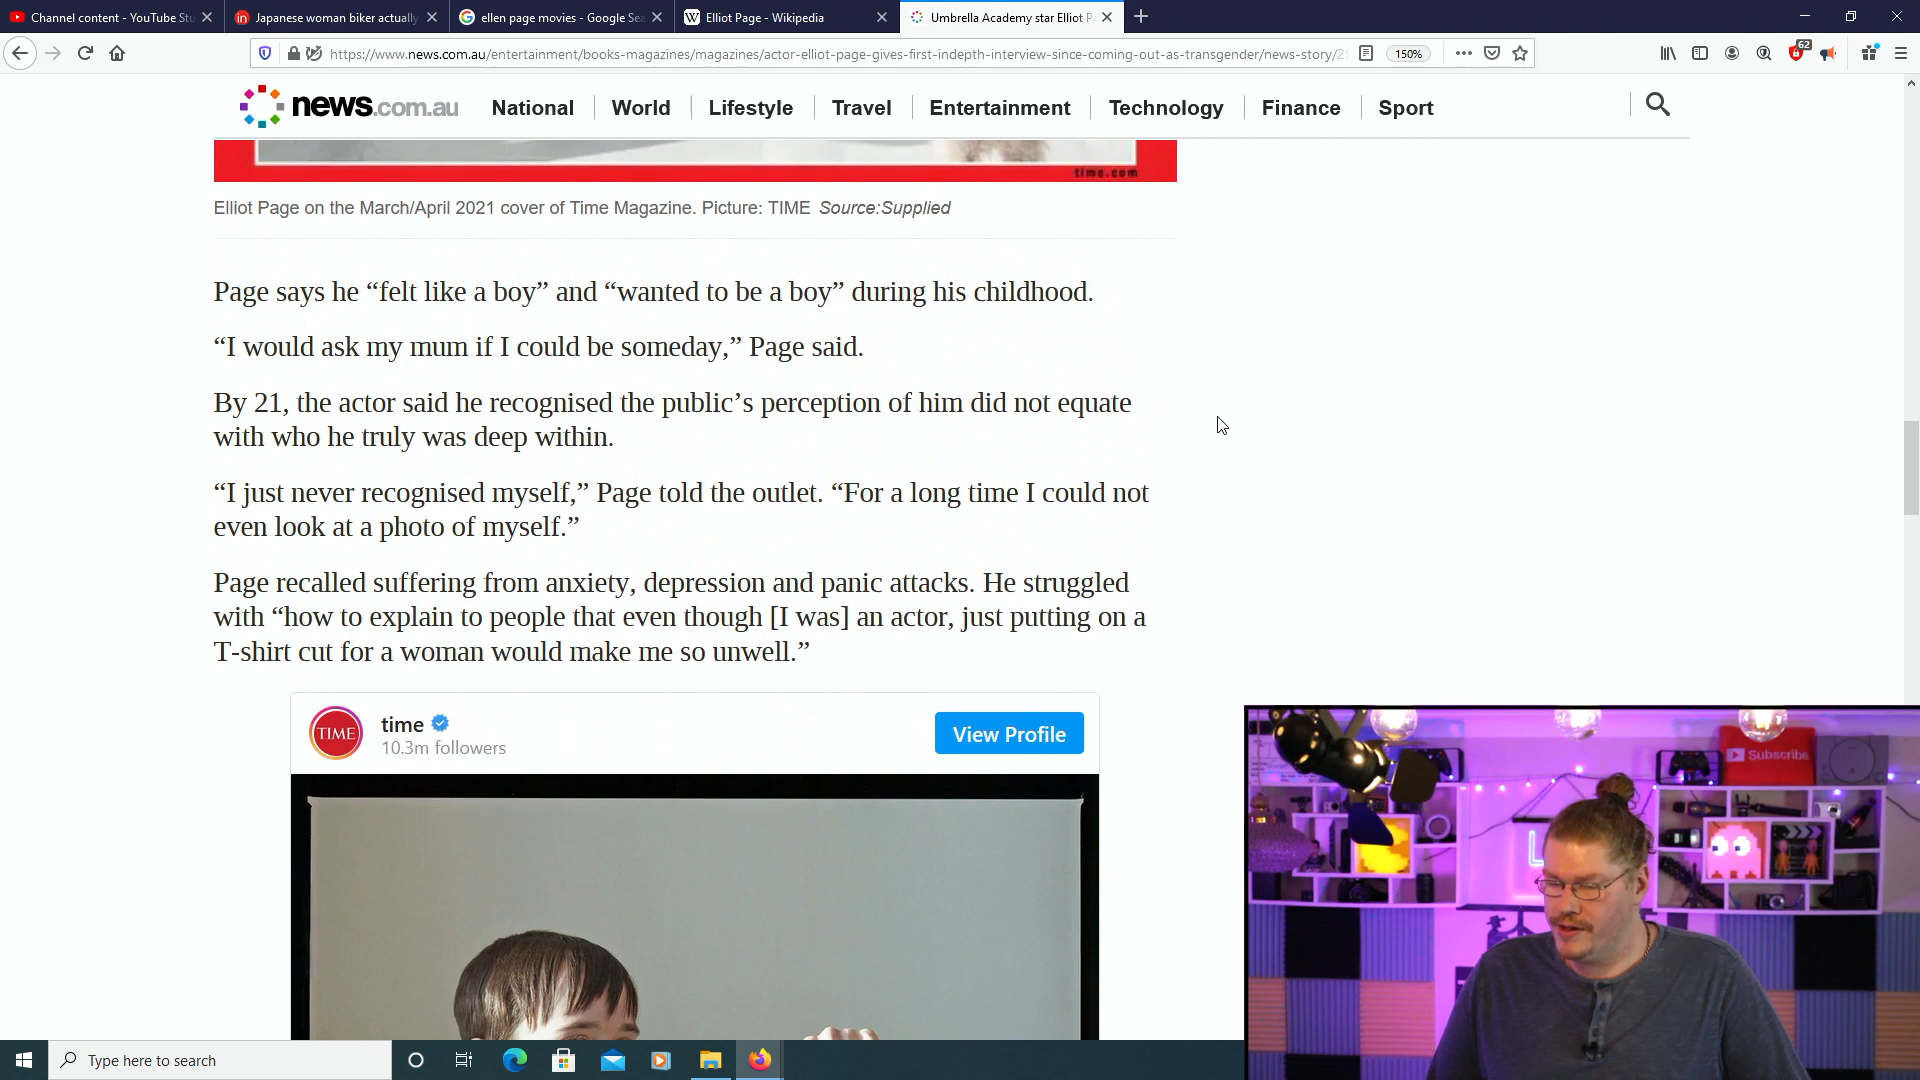 Channel content - YouTube Stu
Japanese woman biker actually
ellen page movies - Google Sea
Elliot Page - Wikipedia
Umbrella Academy star Elliot P
https://www.news.com.au/entertainment/books-magazines/magazines/actor-elliot-page-gives-first-indepth-interview-since-coming-out-as-transgender/news-story/2
150%
62
news.com.au
National
World
Lifestyle
Travel
Entertainment
Technology
Finance
Sport
time.com
Elliot Page on the March/April 2021 cover of Time Magazine. Picture: TIME Source:Supplied
Page says he “felt like a boy” and “wanted to be a boy” during his childhood.
“I would ask my mum if I could be someday,” Page said.
By 21, the actor said he recognised the public’s perception of him did not equate
with who he truly was deep within.
“I just never recognised myself,” Page told the outlet. “For a long time I could not
even look at a photo of myself.”
Page recalled suffering from anxiety, depression and panic attacks. He struggled
with “how to explain to people that even though [I was] an actor, just putting on a
T-shirt cut for a woman would make me so unwell.”
TIME
time
10.3m followers
View Profile
Subscribe
Type here to search